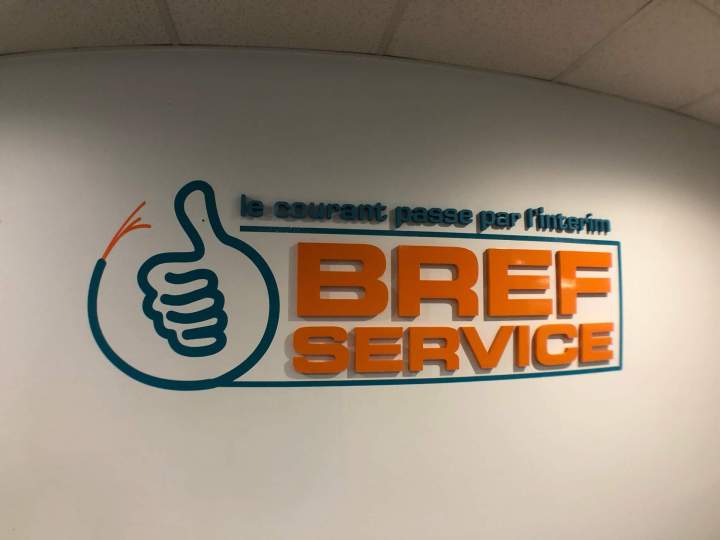 le courant passe par l'interim
BREF
SERVICE